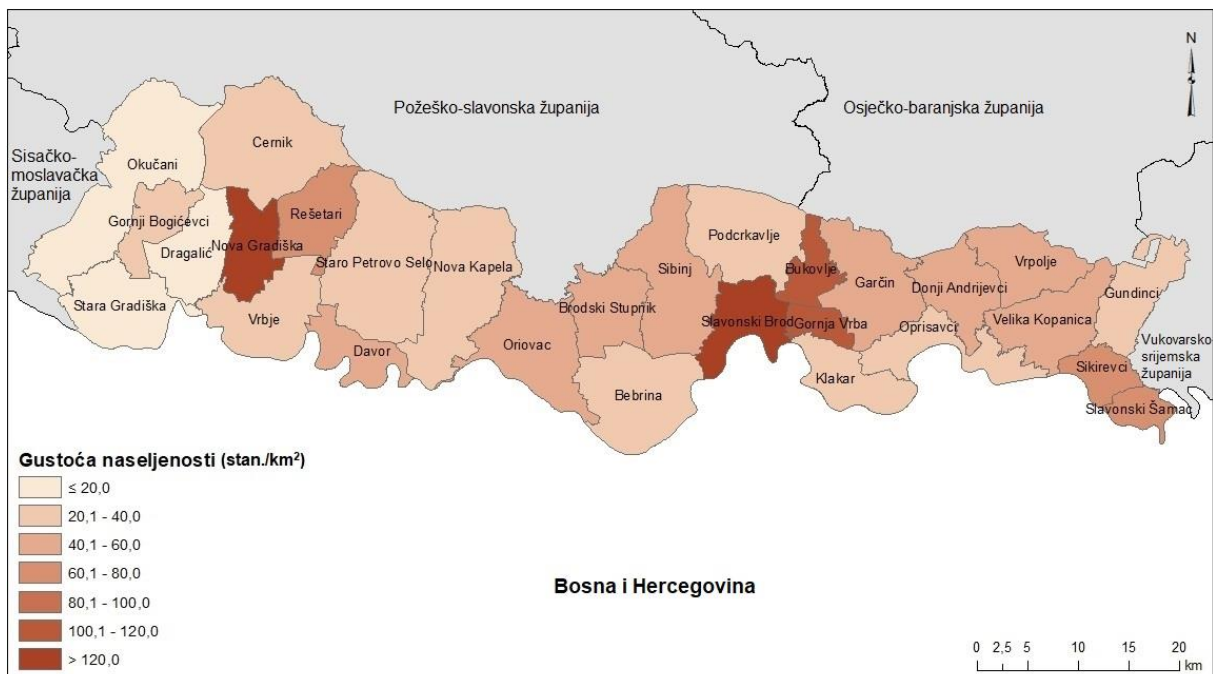 N
Požeško-slavonska županija
Osječko-baranjska županija
Sisačko-
moslavačka
županija
Okučani
Cernik
Gornji Bogićevci
Rešetari
Dragalić
Nova Gradiška
Staro Petrovo Selo
Nova Kapela
Stara Gradiška
Vrbje
Davor
Oriovac
Brodski Stupnik
Sibinj
Bebrina
Podcrkavlje
Bukovlje
Slavonski Brod
Gornja Vrba
Garčin
Klakar
Oprisavci
Donji Andrijevci
Vrpolje
Velika Kopanica
Gundinci
Sikirevci
Slavonski Šamac
Vukovarsko-
srijemska
županija
Gustoća naseljenosti (stan./km²)
≤ 20,0
20,1 - 40,0
40,1 - 60,0
60,1 - 80,0
80,1 - 100,0
100,1 - 120,0
> 120,0
Bosna i Hercegovina
0 2,5 5 10 15 20
km